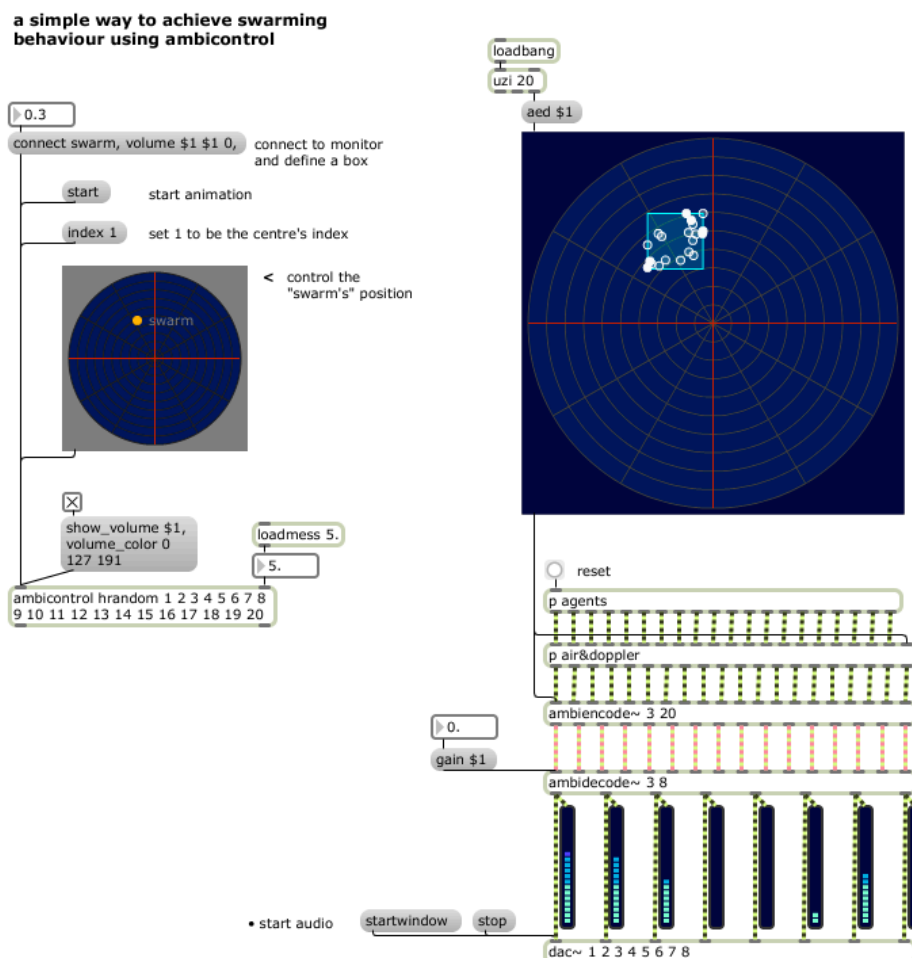 a simple way to achieve swarming
behaviour using ambicontrol
0.3
connect swarm, volume $1 $1 0,
connect to monitor
and define a box
start
start animation
index 1
set 1 to be the centre's index
< control the
"swarm's" position
swarm
show_volume $1,
volume_color 0
127 191
loadmess 5.
5.
ambicontrol hrandom 1 2 3 4 5 6 7 8
9 10 11 12 13 14 15 16 17 18 19 20
loadbang
uzi 20
aed $1
reset
p agents
p air&doppler
ambiencode~ 3 20
0.
gain $1
ambidecode~ 3 8
• start audio
startwindow
stop
dac~ 1 2 3 4 5 6 7 8